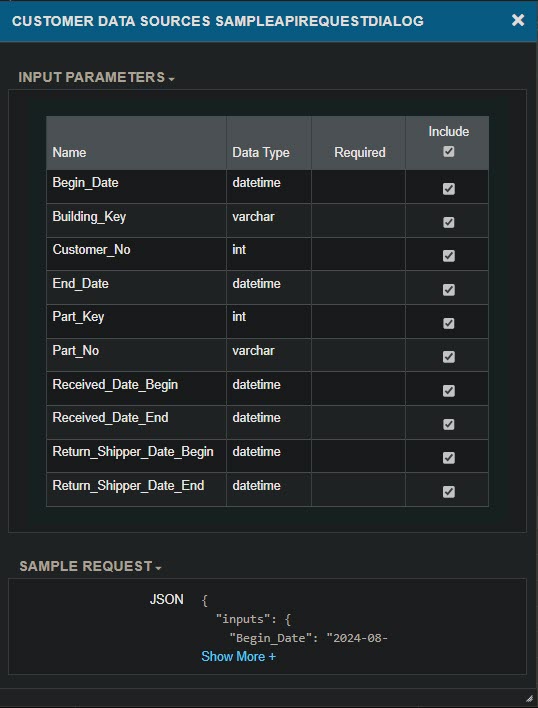 CUSTOMER DATA SOURCES SAMPLEAPIREQUESTDIALOG
INPUT PARAMETERS
Include
Name Data Type Required
Begin_Date datetime
Building_Key varchar
Customer_No int
End_Date datetime
Part_Key int
Part_No varchar
Received_Date_Begin datetime
Received_Date_End datetime
Return_Shipper_Date_Begin datetime
Return_Shipper_Date_End datetime
SAMPLE REQUEST
JSON {
"inputs": {
"Begin_Date": "2024-08-
Show More +